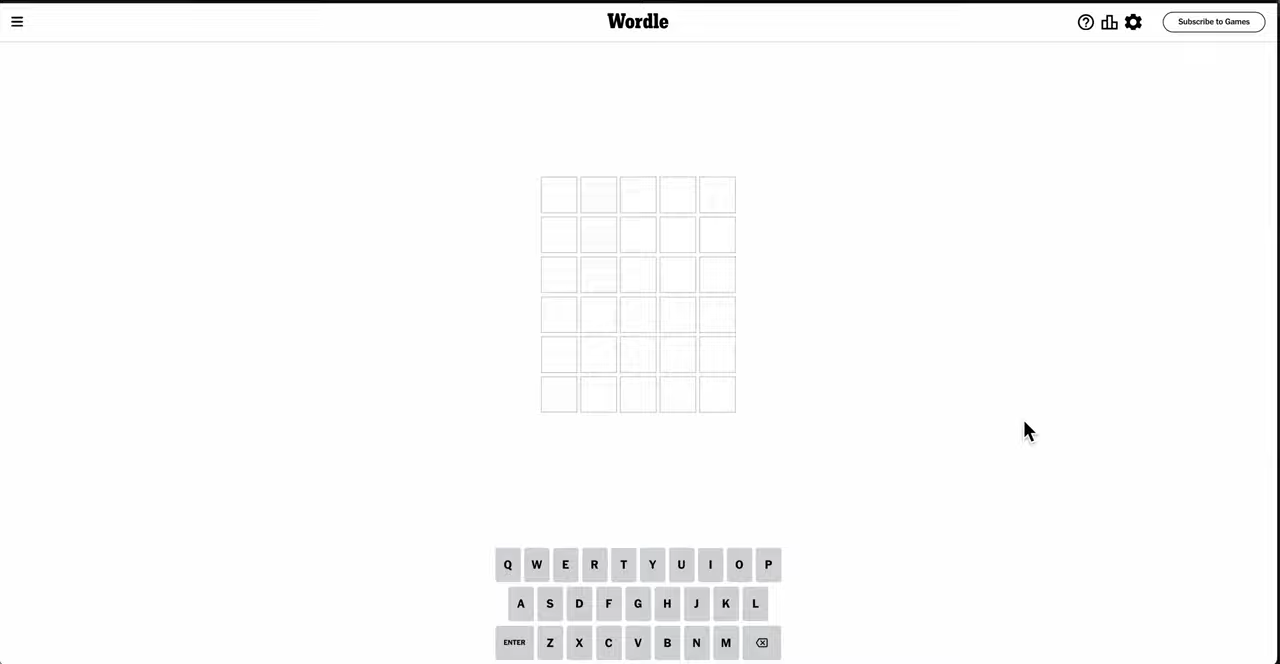 Wordle
Subscribe to Games
Q W E R T Y U I O P
A S D F G H J K L
ENTER Z X C V B N M